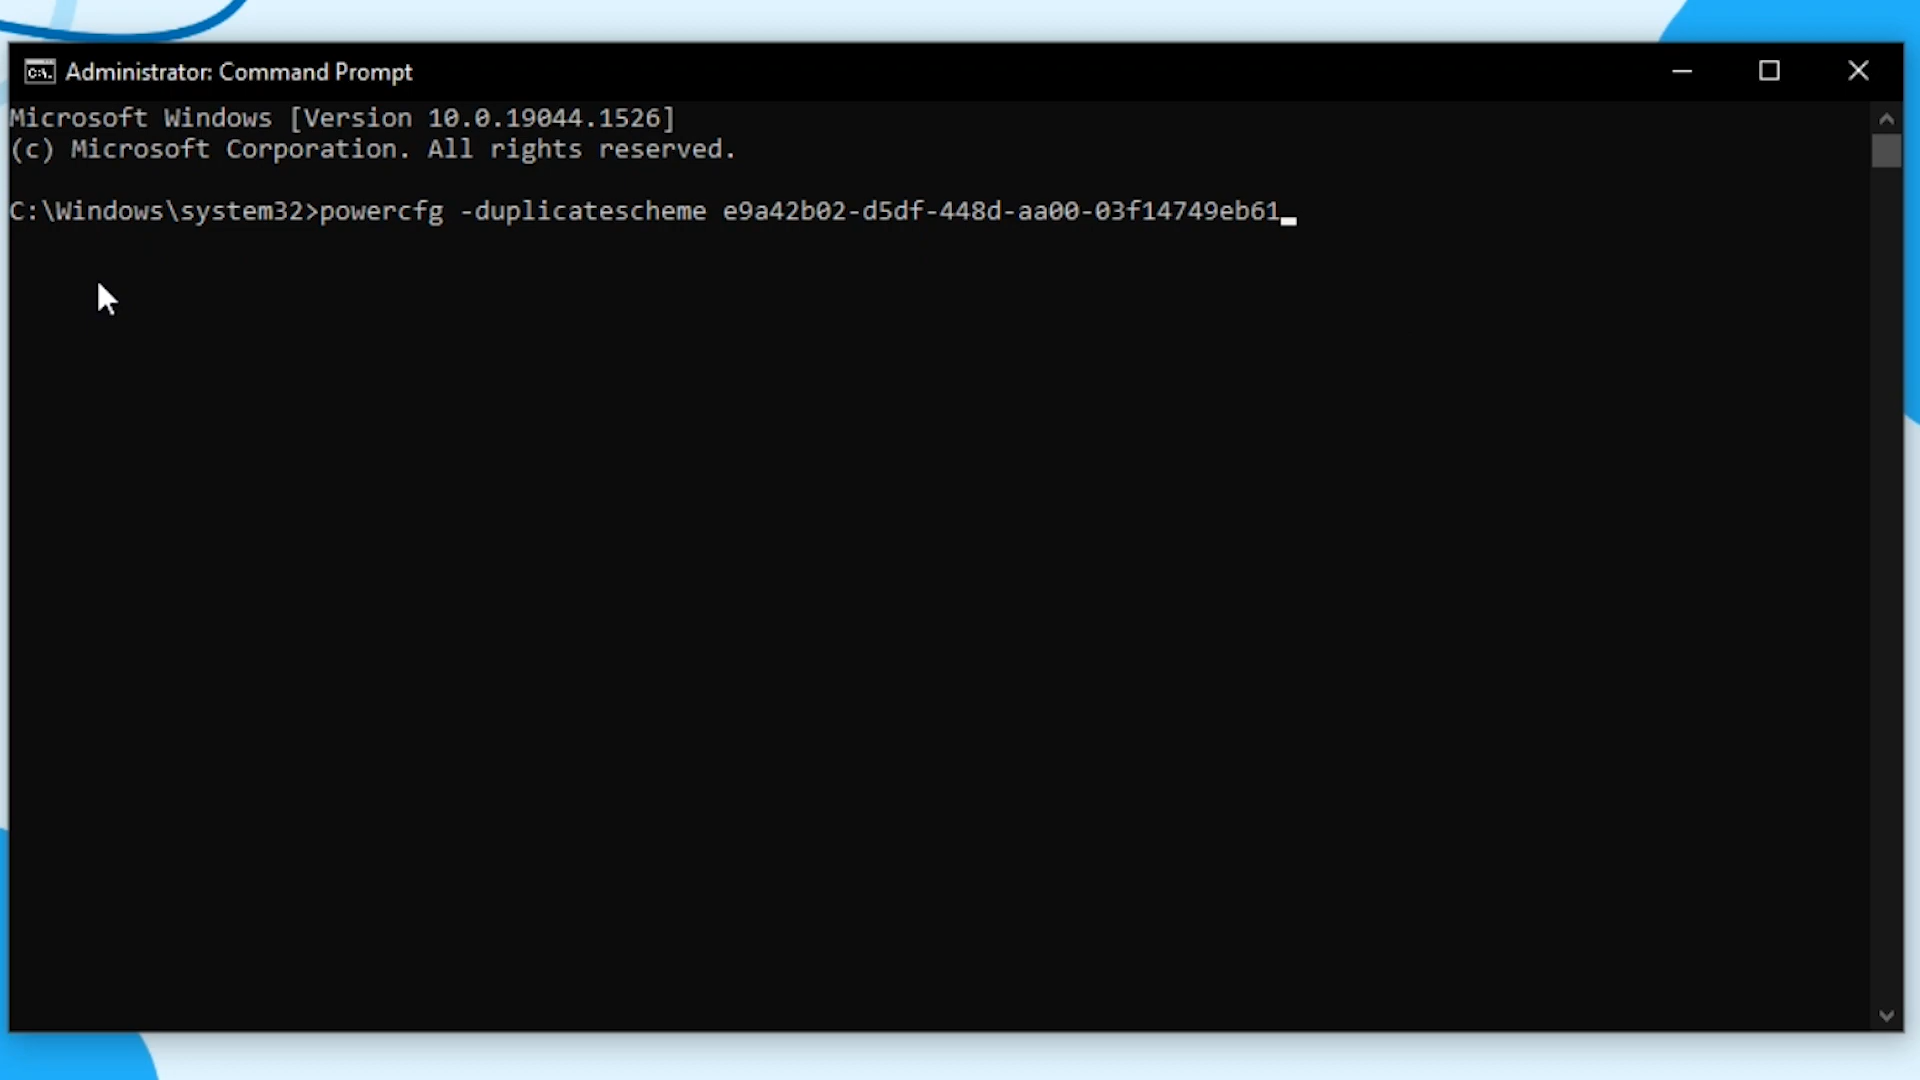 Administrator: Command Prompt
Microsoft Windows [Version 10.0.19044.1526]
(c) Microsoft Corporation. All rights reserved.
C:\Windows\system32>powercfg -duplicatescheme e9a42b02-d5df-448d-aa00-03f14749eb61